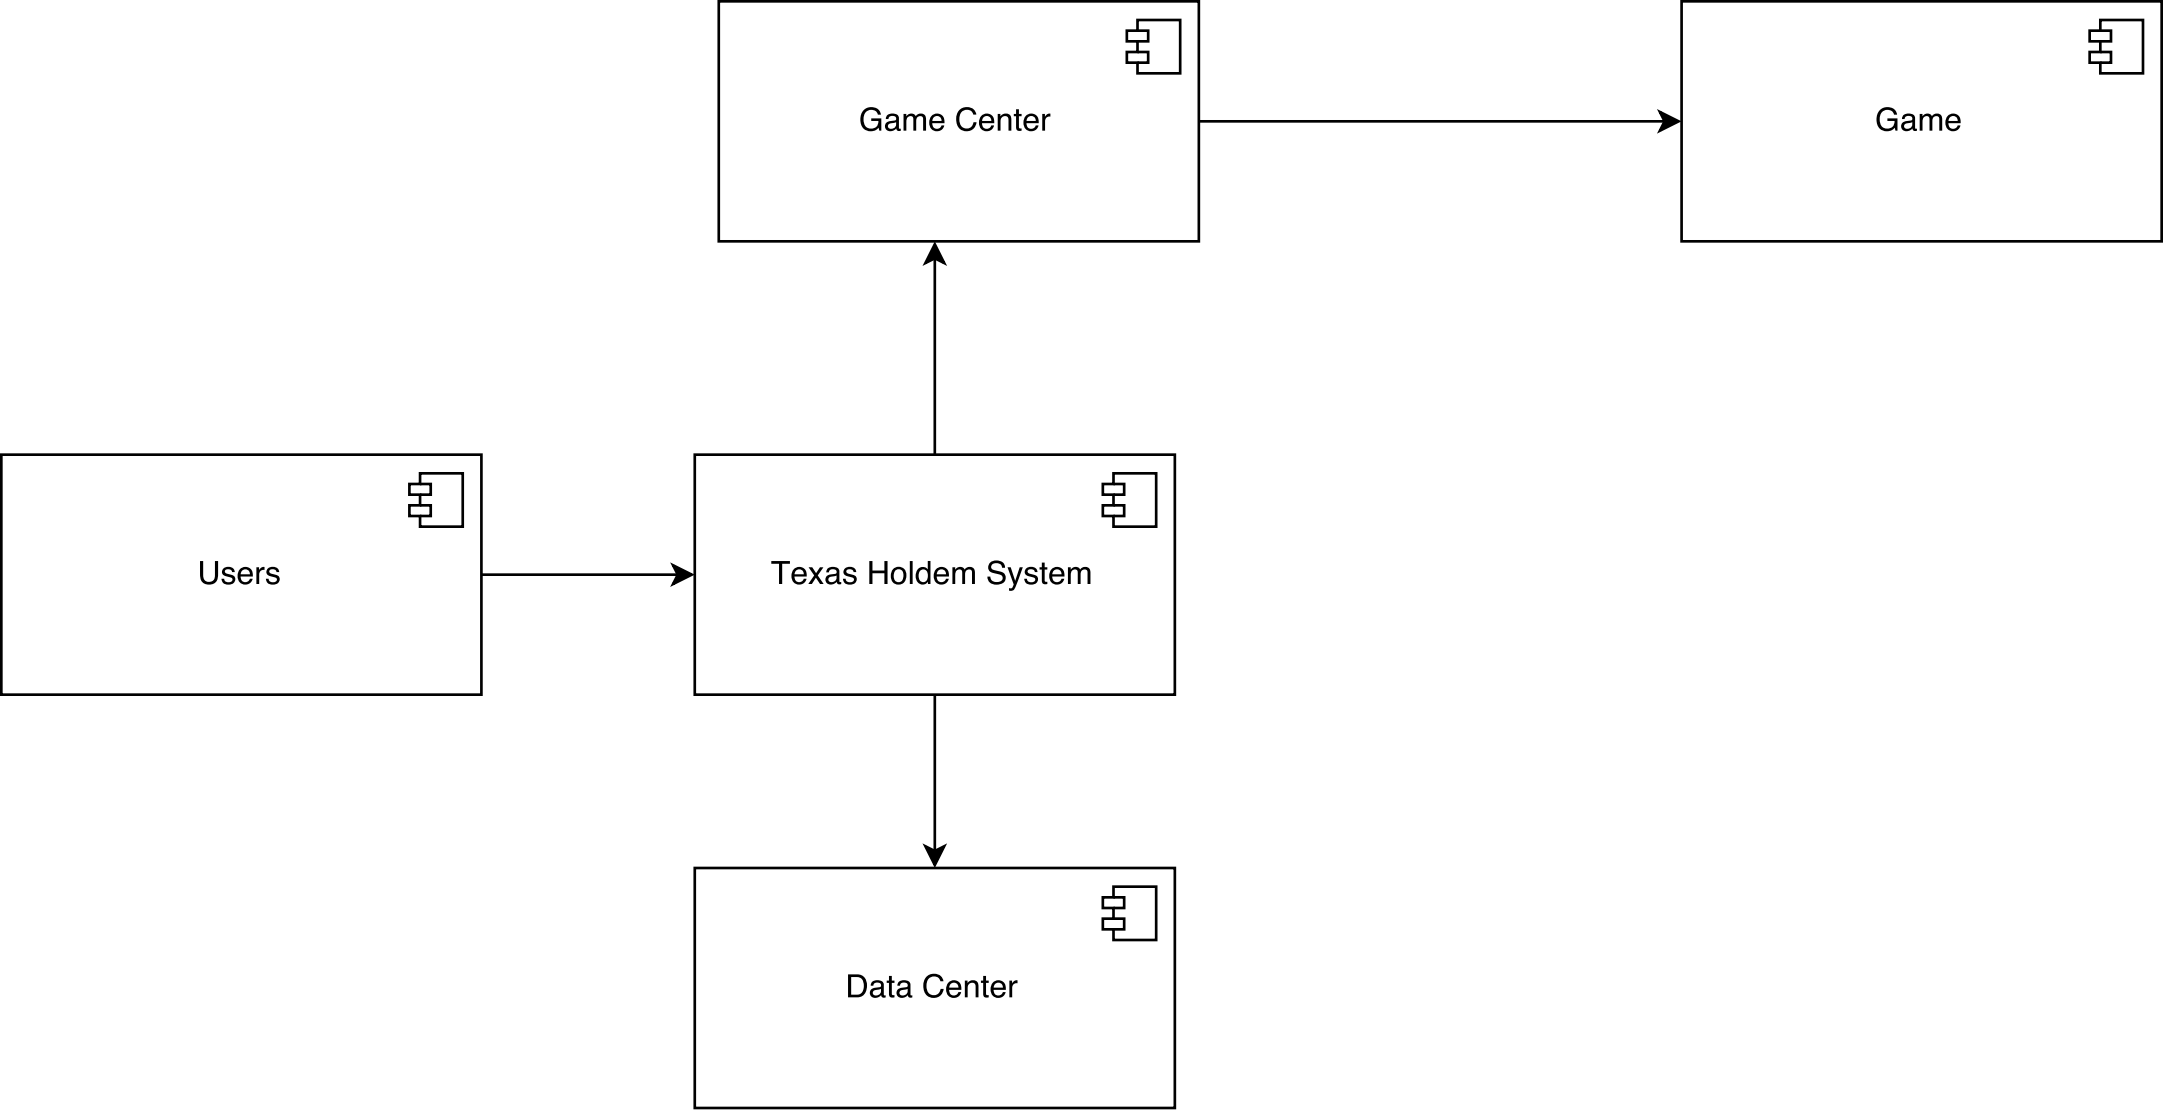 Game Center
Game
Users
Texas Holdem System
Data Center